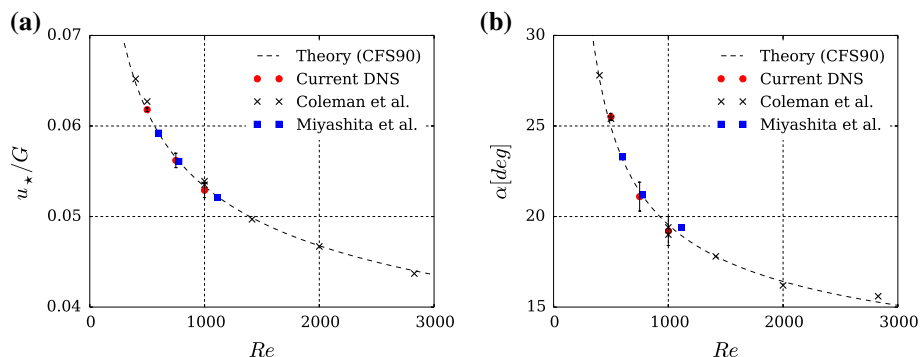 (a)
0.07
0.06
0.05
0.04
u⋆/G
0
1000
2000
3000
Re
Theory (CFS90)
Current DNS
Coleman et al.
Miyashita et al.
(b)
30
25
20
15
α[deg]
0
1000
2000
3000
Re
Theory (CFS90)
Current DNS
Coleman et al.
Miyashita et al.